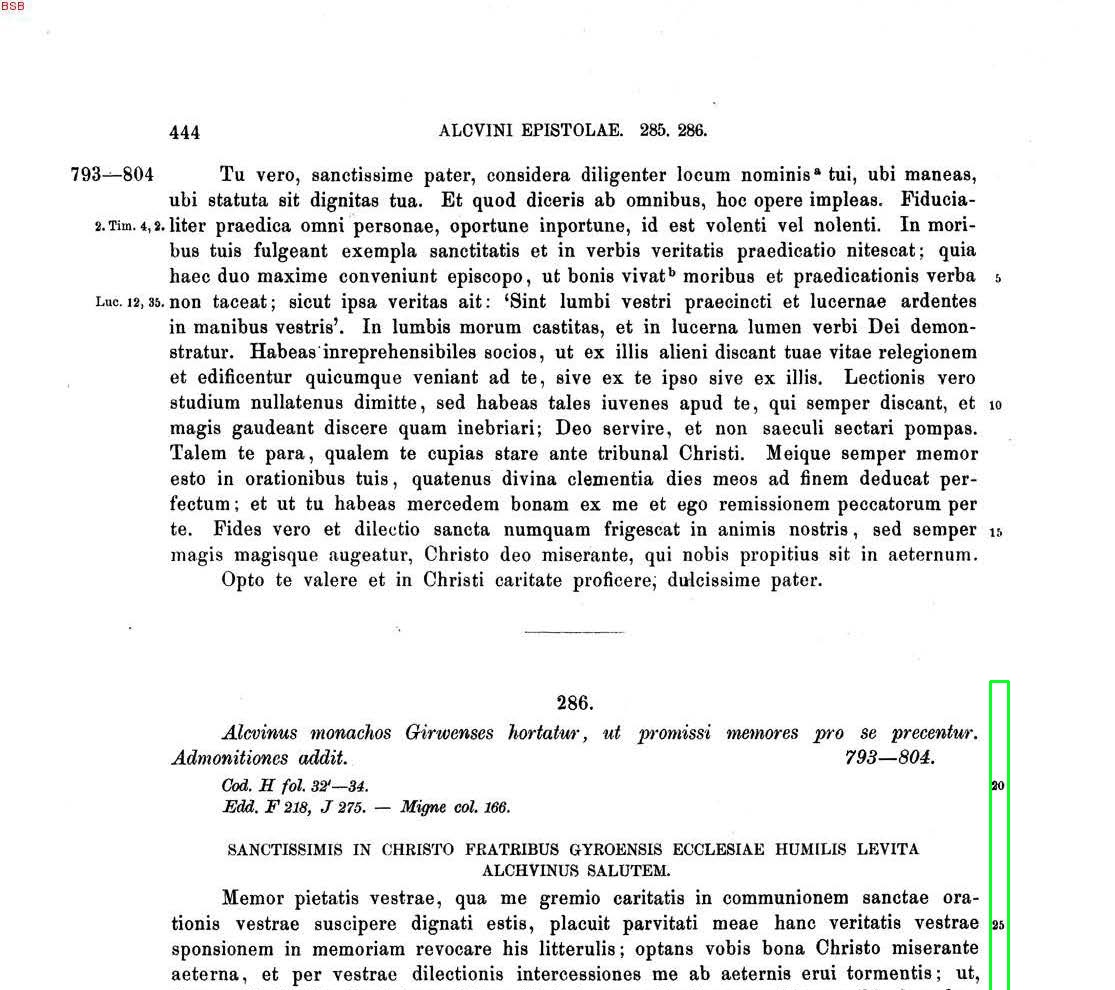 BSB
444 ALCVINI EPISTOLAE. 285. 286.
793—804 Tu vero, sanctissime pater, considera diligenter locum nominisᵃ tui, ubi maneas,
ubi statuta sit dignitas tua. Et quod diceris ab omnibus, hoc opere impleas. Fiducia-
2. Tim. 4, 2. liter praedica omni personae, oportune inportune, id est volenti vel nolenti. In mori-
bus tuis fulgeant exempla sanctitatis et in verbis veritatis praedicatio nitescat; quia
haec duo maxime conveniunt episcopo, ut bonis vivatᵇ moribus et praedicationis verba 5
Luc. 12, 35. non taceat; sicut ipsa veritas ait: ‘Sint lumbi vestri praecincti et lucernae ardentes
in manibus vestris’. In lumbis morum castitas, et in lucerna lumen verbi Dei demon-
stratur. Habeas inreprehensibiles socios, ut ex illis alieni discant tuae vitae relegionem
et edificentur quicumque veniant ad te, sive ex te ipso sive ex illis. Lectionis vero
studium nullatenus dimitte, sed habeas tales iuvenes apud te, qui semper discant, et 10
magis gaudeant discere quam inebriari; Deo servire, et non saeculi sectari pompas.
Talem te para, qualem te cupias stare ante tribunal Christi. Meique semper memor
esto in orationibus tuis, quatenus divina clementia dies meos ad finem deducat per-
fectum; et ut tu habeas mercedem bonam ex me et ego remissionem peccatorum per
te. Fides vero et dilectio sancta numquam frigescat in animis nostris, sed semper 15
magis magisque augeatur, Christo deo miserante, qui nobis propitius sit in aeternum.
Opto te valere et in Christi caritate proficere, dulcissime pater.
286.
Alcvinus monachos Girwenses hortatur, ut promissi memores pro se precentur.
Admonitiones addit. 793—804.
Cod. H fol. 32'—34. 20
Edd. F 218, J 275. — Migne col. 166.
SANCTISSIMIS IN CHRISTO FRATRIBUS GYROENSIS ECCLESIAE HUMILIS LEVITA
ALCHVINUS SALUTEM.
Memor pietatis vestrae, qua me gremio caritatis in communionem sanctae ora-
tionis vestrae suscipere dignati estis, placuit parvitati meae hanc veritatis vestrae 25
sponsionem in memoriam revocare his litterulis; optans vobis bona Christo miserante
aeterna, et per vestrae dilectionis intercessiones me ab aeternis erui tormentis; ut,